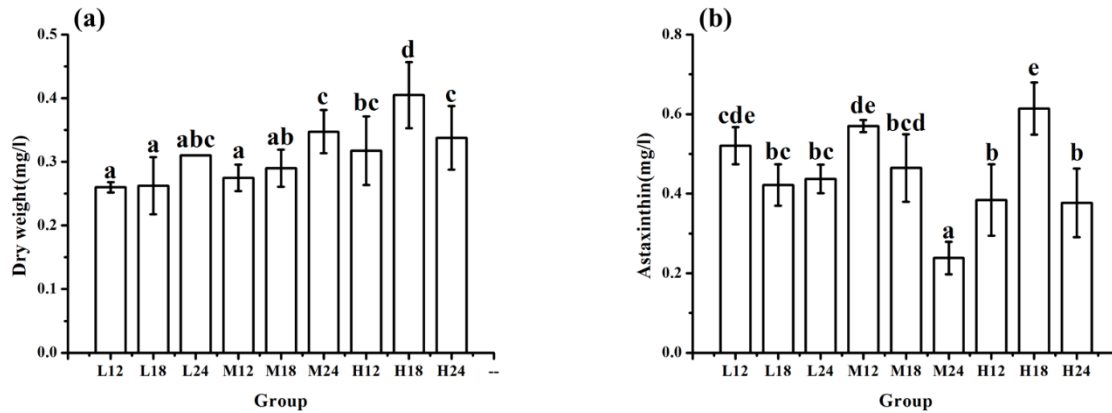 (a)
0.5
0.4
0.3
0.2
0.1
0.0
Dry weight(mg/l)
a
a
abc
a
ab
c
bc
d
c
L12 L18 L24 M12 M18 M24 H12 H18 H24 --
Group
(b)
0.8
0.6
0.4
0.2
0.0
Astaxinthin(mg/l)
cde
bc
bc
de
bcd
a
b
e
b
L12 L18 L24 M12 M18 M24 H12 H18 H24
Group